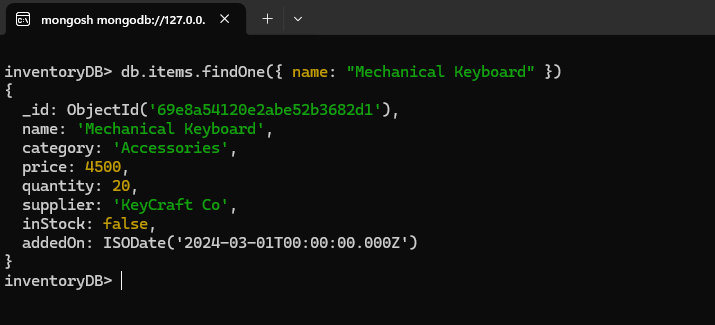 mongosh mongodb://127.0.0.
inventoryDB> db.items.findOne({ name: "Mechanical Keyboard" })
{
  _id: ObjectId('69e8a54120e2abe52b3682d1'),
  name: 'Mechanical Keyboard',
  category: 'Accessories',
  price: 4500,
  quantity: 20,
  supplier: 'KeyCraft Co',
  inStock: false,
  addedOn: ISODate('2024-03-01T00:00:00.000Z')
}
inventoryDB>